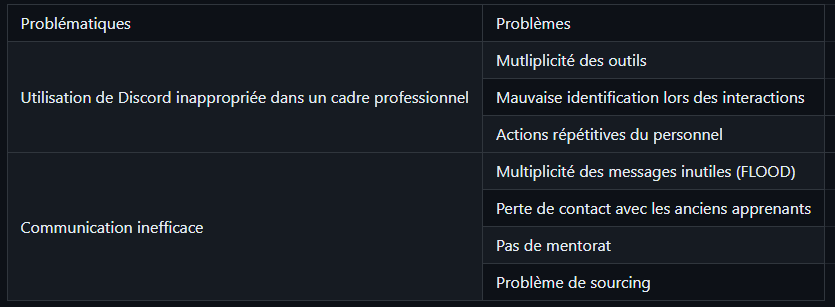 Problématiques
Problèmes
Utilisation de Discord inappropriée dans un cadre professionnel
Mutliplicité des outils
Mauvaise identification lors des interactions
Actions répétitives du personnel
Communication inefficace
Multiplicité des messages inutiles (FLOOD)
Perte de contact avec les anciens apprenants
Pas de mentorat
Problème de sourcing